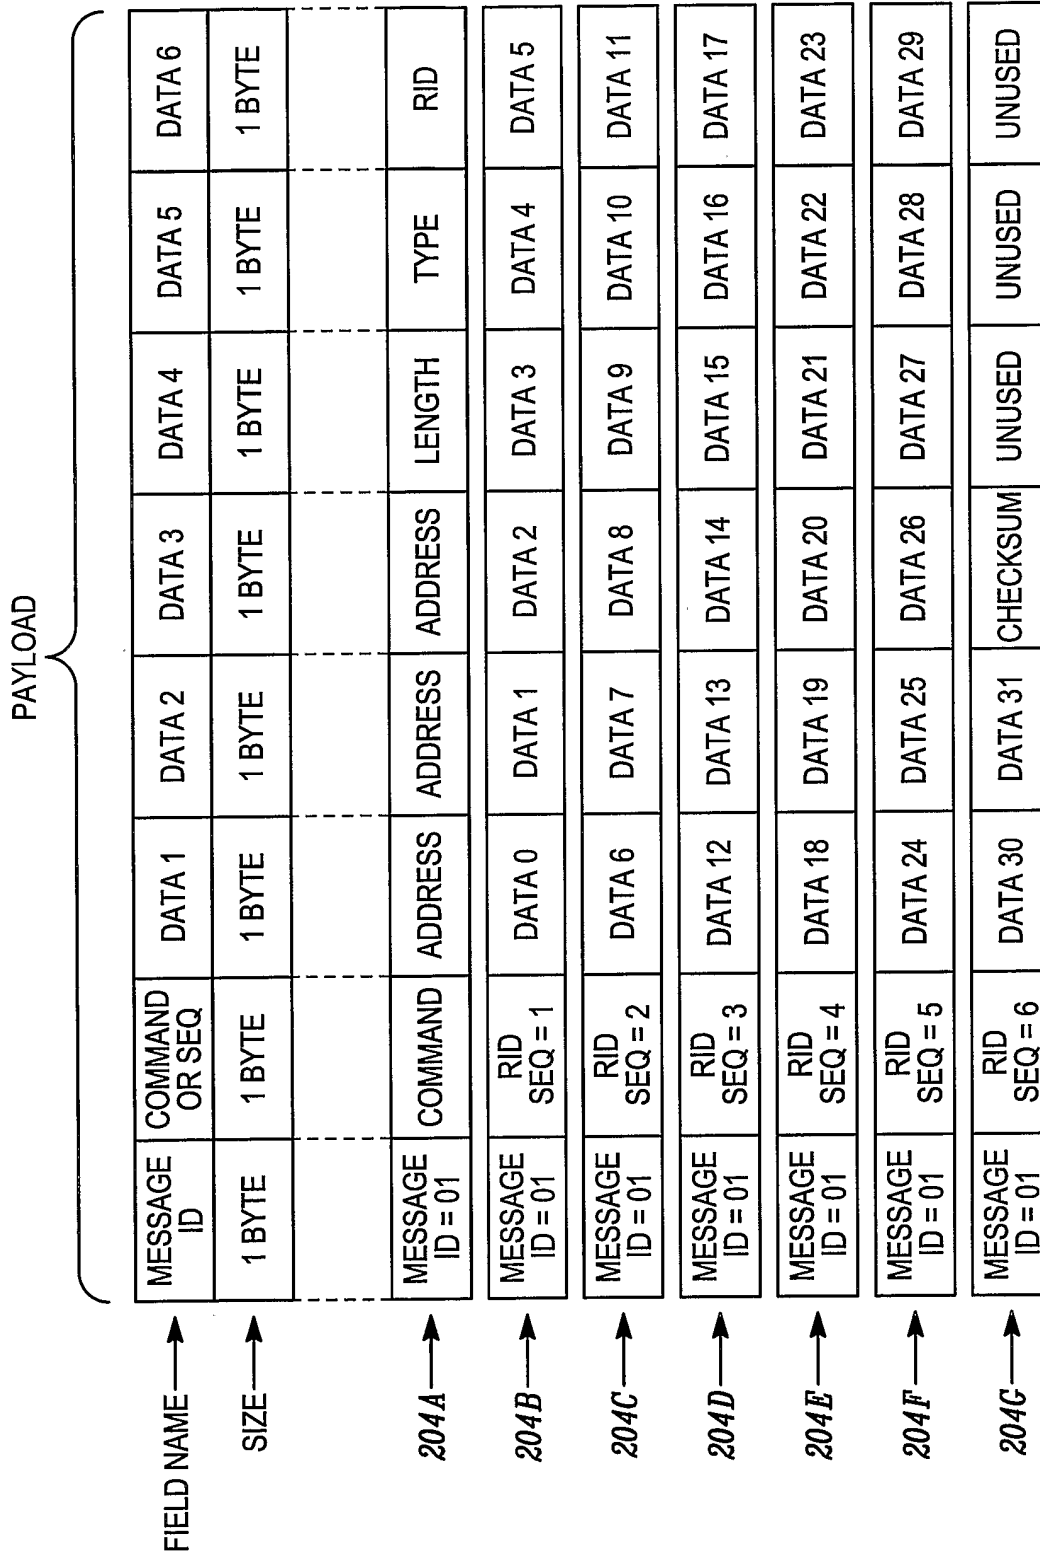 PAYLOAD
FIELD NAME MESSAGE ID COMMAND OR SEQ DATA 1 DATA 2 DATA 3 DATA 4 DATA 5 DATA 6
SIZE 1 BYTE 1 BYTE 1 BYTE 1 BYTE 1 BYTE 1 BYTE 1 BYTE 1 BYTE
204A MESSAGE ID = 01 COMMAND ADDRESS ADDRESS ADDRESS LENGTH TYPE RID
204B MESSAGE ID = 01 RID SEQ = 1 DATA 0 DATA 1 DATA 2 DATA 3 DATA 4 DATA 5
204C MESSAGE ID = 01 RID SEQ = 2 DATA 6 DATA 7 DATA 8 DATA 9 DATA 10 DATA 11
204D MESSAGE ID = 01 RID SEQ = 3 DATA 12 DATA 13 DATA 14 DATA 15 DATA 16 DATA 17
204E MESSAGE ID = 01 RID SEQ = 4 DATA 18 DATA 19 DATA 20 DATA 21 DATA 22 DATA 23
204F MESSAGE ID = 01 RID SEQ = 5 DATA 24 DATA 25 DATA 26 DATA 27 DATA 28 DATA 29
204G MESSAGE ID = 01 RID SEQ = 6 DATA 30 DATA 31 CHECKSUM UNUSED UNUSED UNUSED